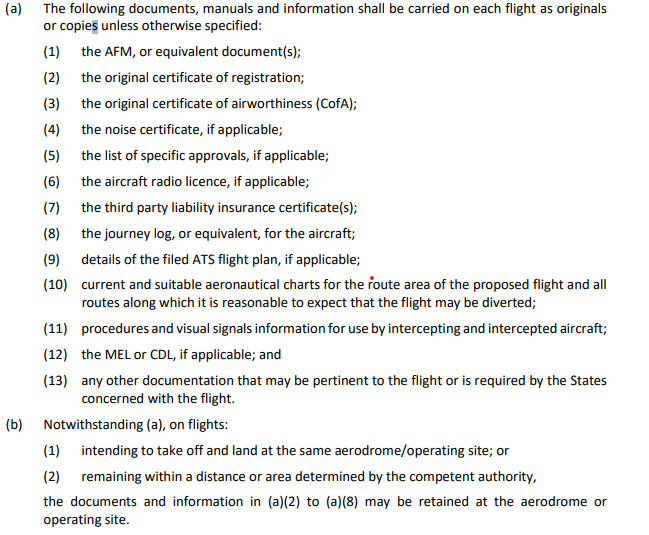 (a) The following documents, manuals and information shall be carried on each flight as originals
or copies unless otherwise specified:
(1) the AFM, or equivalent document(s);
(2) the original certificate of registration;
(3) the original certificate of airworthiness (CofA);
(4) the noise certificate, if applicable;
(5) the list of specific approvals, if applicable;
(6) the aircraft radio licence, if applicable;
(7) the third party liability insurance certificate(s);
(8) the journey log, or equivalent, for the aircraft;
(9) details of the filed ATS flight plan, if applicable;
(10) current and suitable aeronautical charts for the route area of the proposed flight and all
routes along which it is reasonable to expect that the flight may be diverted;
(11) procedures and visual signals information for use by intercepting and intercepted aircraft;
(12) the MEL or CDL, if applicable; and
(13) any other documentation that may be pertinent to the flight or is required by the States
concerned with the flight.
(b) Notwithstanding (a), on flights:
(1) intending to take off and land at the same aerodrome/operating site; or
(2) remaining within a distance or area determined by the competent authority,
the documents and information in (a)(2) to (a)(8) may be retained at the aerodrome or
operating site.